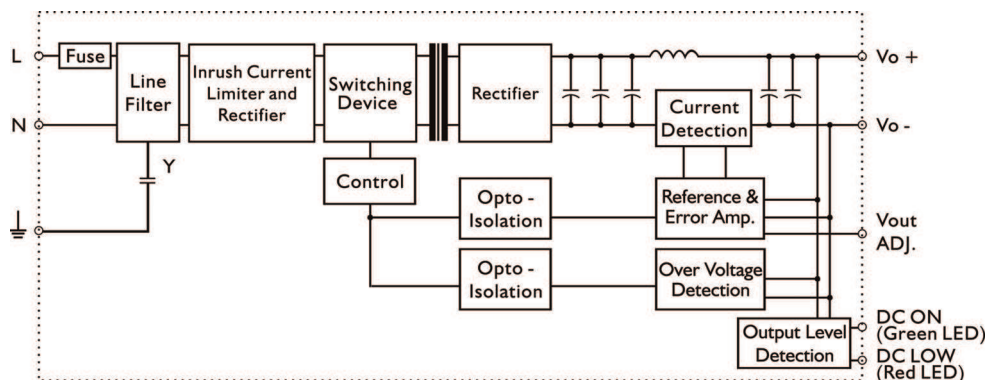 L
Fuse
Line
Filter
Inrush Current
Limiter and
Rectifier
Switching
Device
Rectifier
Vo +
N
Current
Detection
Vo -
Y
Control
Opto -
Isolation
Reference &
Error Amp.
Vout
ADJ.
Opto -
Isolation
Over Voltage
Detection
Output Level
Detection
DC ON
(Green LED)
DC LOW
(Red LED)